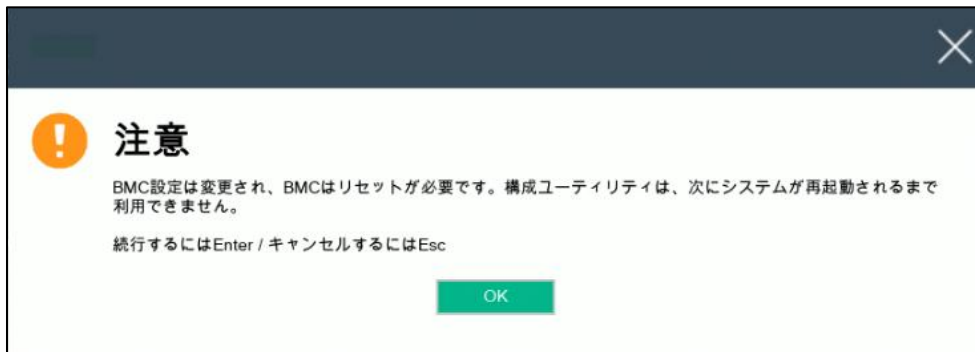 注意
BMC設定は変更され、BMCはリセットが必要です。構成ユーティリティは、次にシステムが再起動されるまで
利用できません。
続行するにはEnter / キャンセルするにはEsc
OK